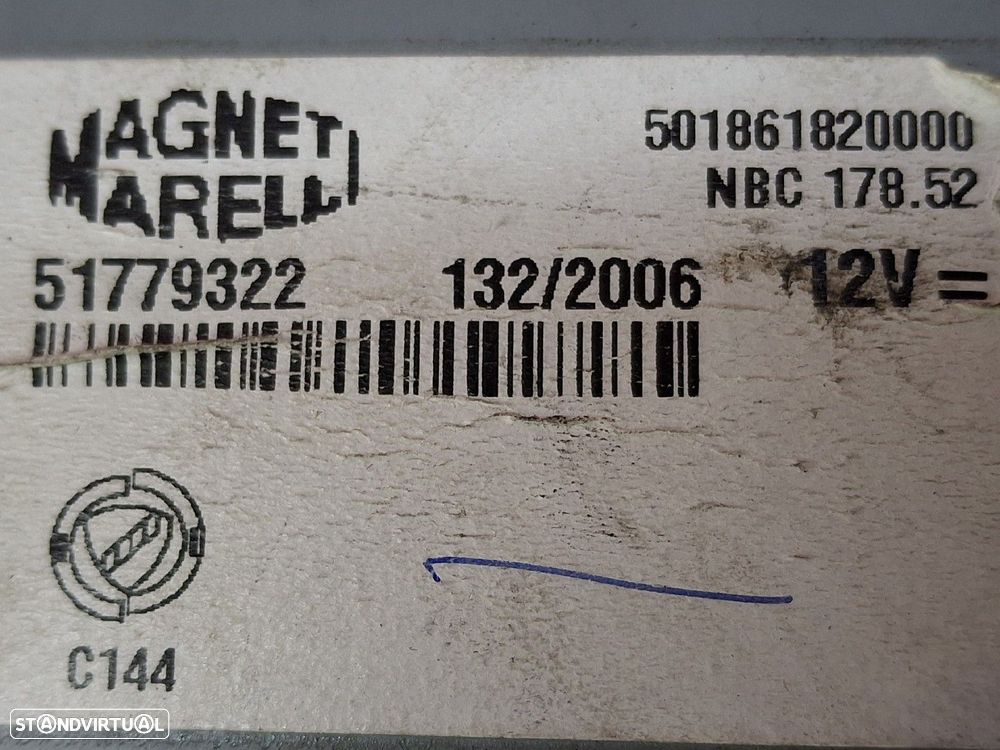 MAGNETI
MARELLI
501861820000
NBC 178.52
51779322
132/2006
12V =
C144
STANDVIRTUAL